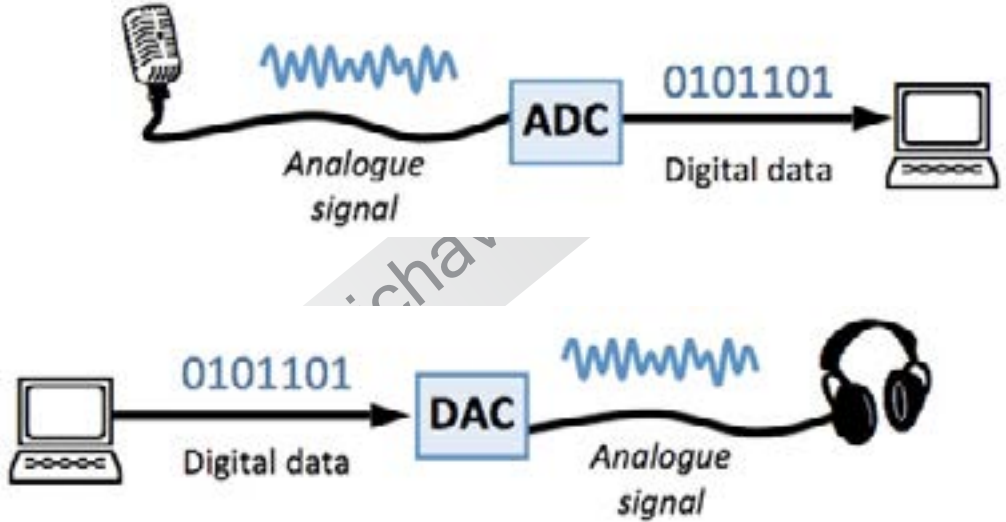 0101101
ADC
Analogue
signal
Digital data
0101101
DAC
Digital data
Analogue
signal